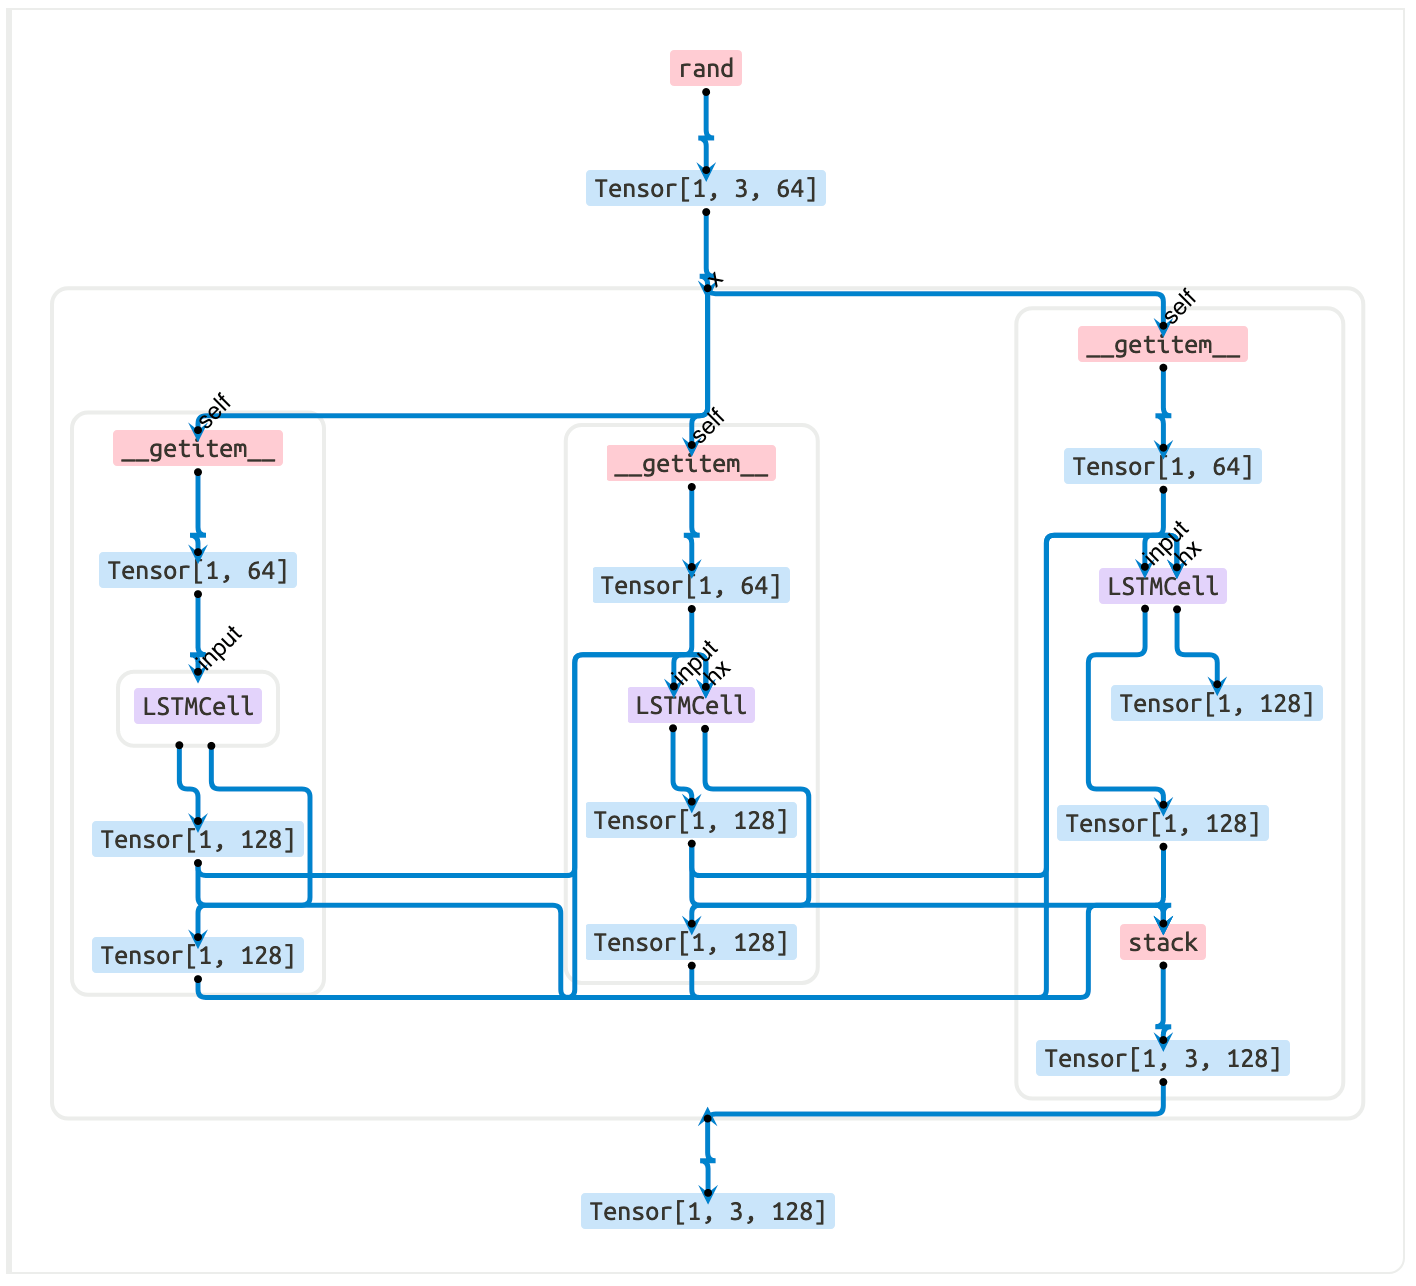 rand
Tensor[1, 3, 64]
x
self
__getitem__
Tensor[1, 64]
input
LSTMCell
Tensor[1, 128]
Tensor[1, 128]
self
__getitem__
Tensor[1, 64]
input
hx
LSTMCell
Tensor[1, 128]
Tensor[1, 128]
self
__getitem__
Tensor[1, 64]
input
hx
LSTMCell
Tensor[1, 128]
Tensor[1, 128]
stack
Tensor[1, 3, 128]
Tensor[1, 3, 128]